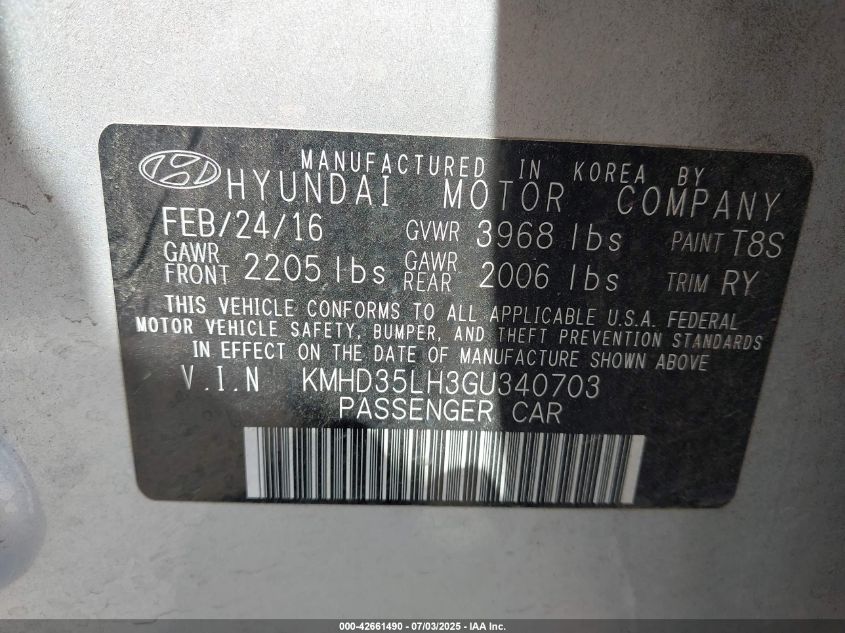 MANUFACTURED IN KOREA BY
HYUNDAI MOTOR COMPANY
FEB/24/16 GVWR 3968 lbs PAINT T8S
GAWR FRONT 2205 lbs GAWR REAR 2006 lbs TRIM RY
THIS VEHICLE CONFORMS TO ALL APPLICABLE U.S.A. FEDERAL
MOTOR VEHICLE SAFETY, BUMPER, AND THEFT PREVENTION STANDARDS
IN EFFECT ON THE DATE OF MANUFACTURE SHOWN ABOVE
V.I.N KMHD35LH3GU340703
PASSENGER CAR
000-42661490 - 07/03/2025 - IAA Inc.